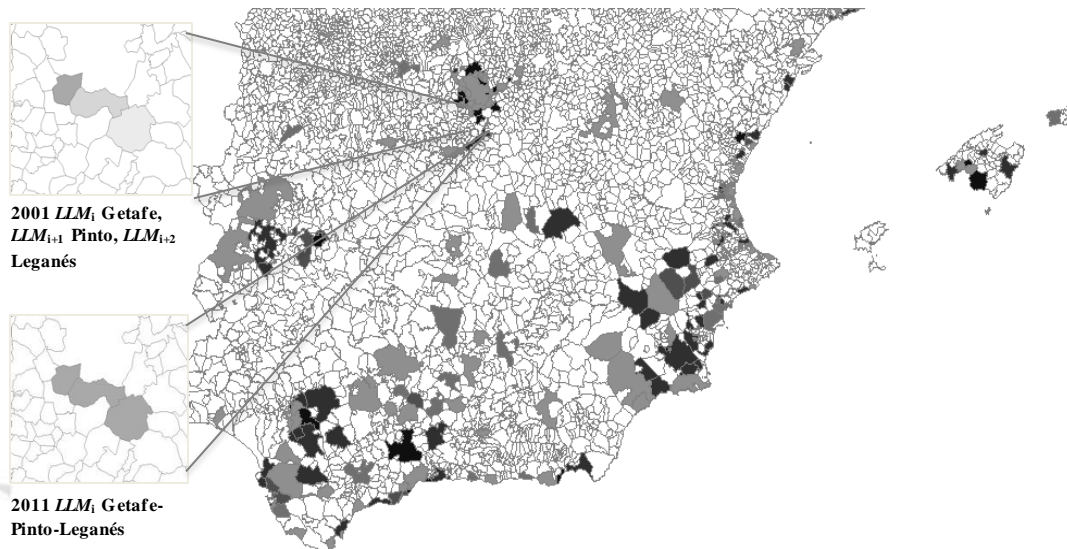 2001 LLMi Getafe,
LLMi+1 Pinto, LLMi+2
Leganés
2011 LLMi Getafe-
Pinto-Leganés